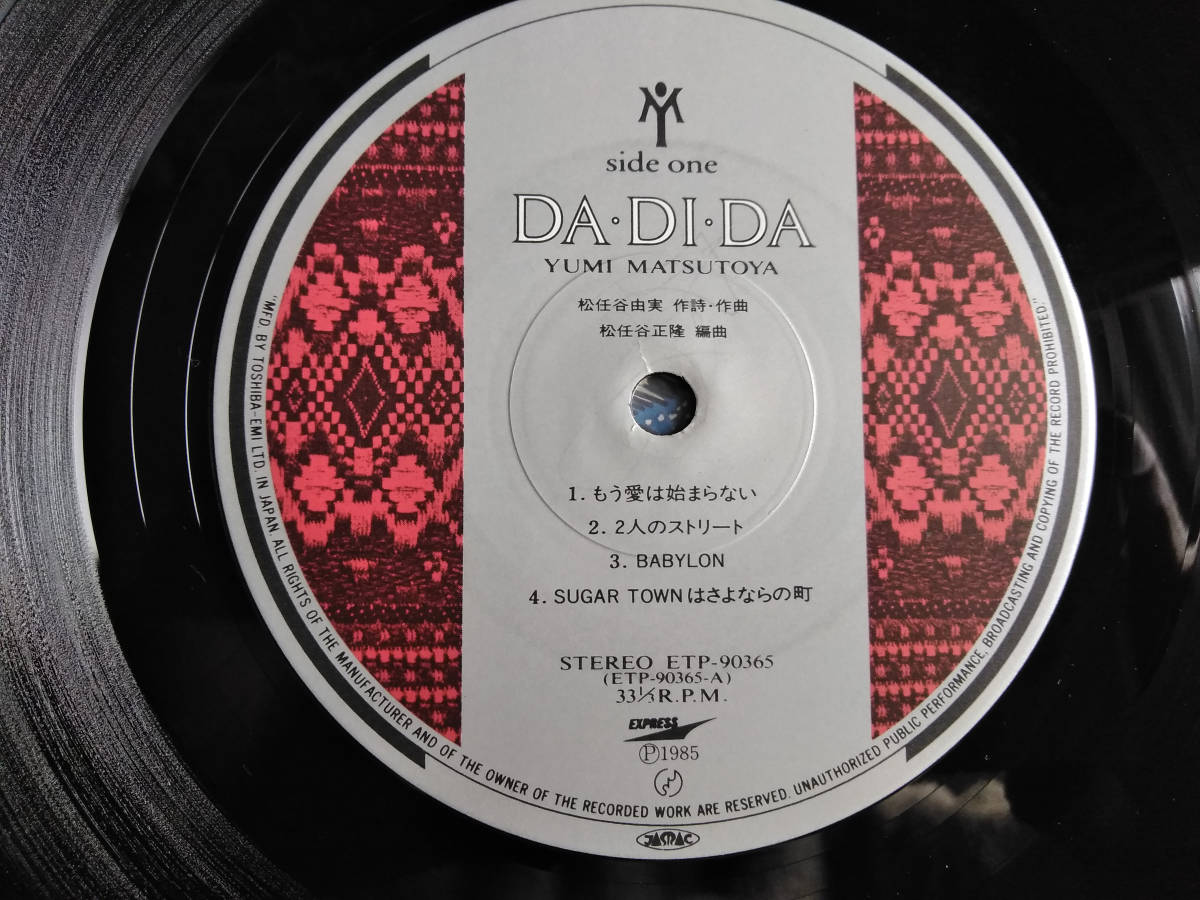 side one
DA·DI·DA
YUMI MATSUTOYA
松任谷由実 作詩・作曲
松任谷正隆 編曲
1. もう愛は始まらない
2. 2人のストリート
3. BABYLON
4. SUGAR TOWNはさよならの町
STEREO ETP-90365
(ETP-90365-A)
33⅓R.P.M.
EXPRESS
Ⓟ1985
"MFD. BY TOSHIBA-EMI LTD. IN JAPAN. ALL RIGHTS OF THE MANUFACTURER AND OF THE OWNER OF THE RECORDED WORK ARE RESERVED. UNAUTHORIZED PUBLIC PERFORMANCE, BROADCASTING AND COPYING OF THE RECORD PROHIBITED."
JASRAC